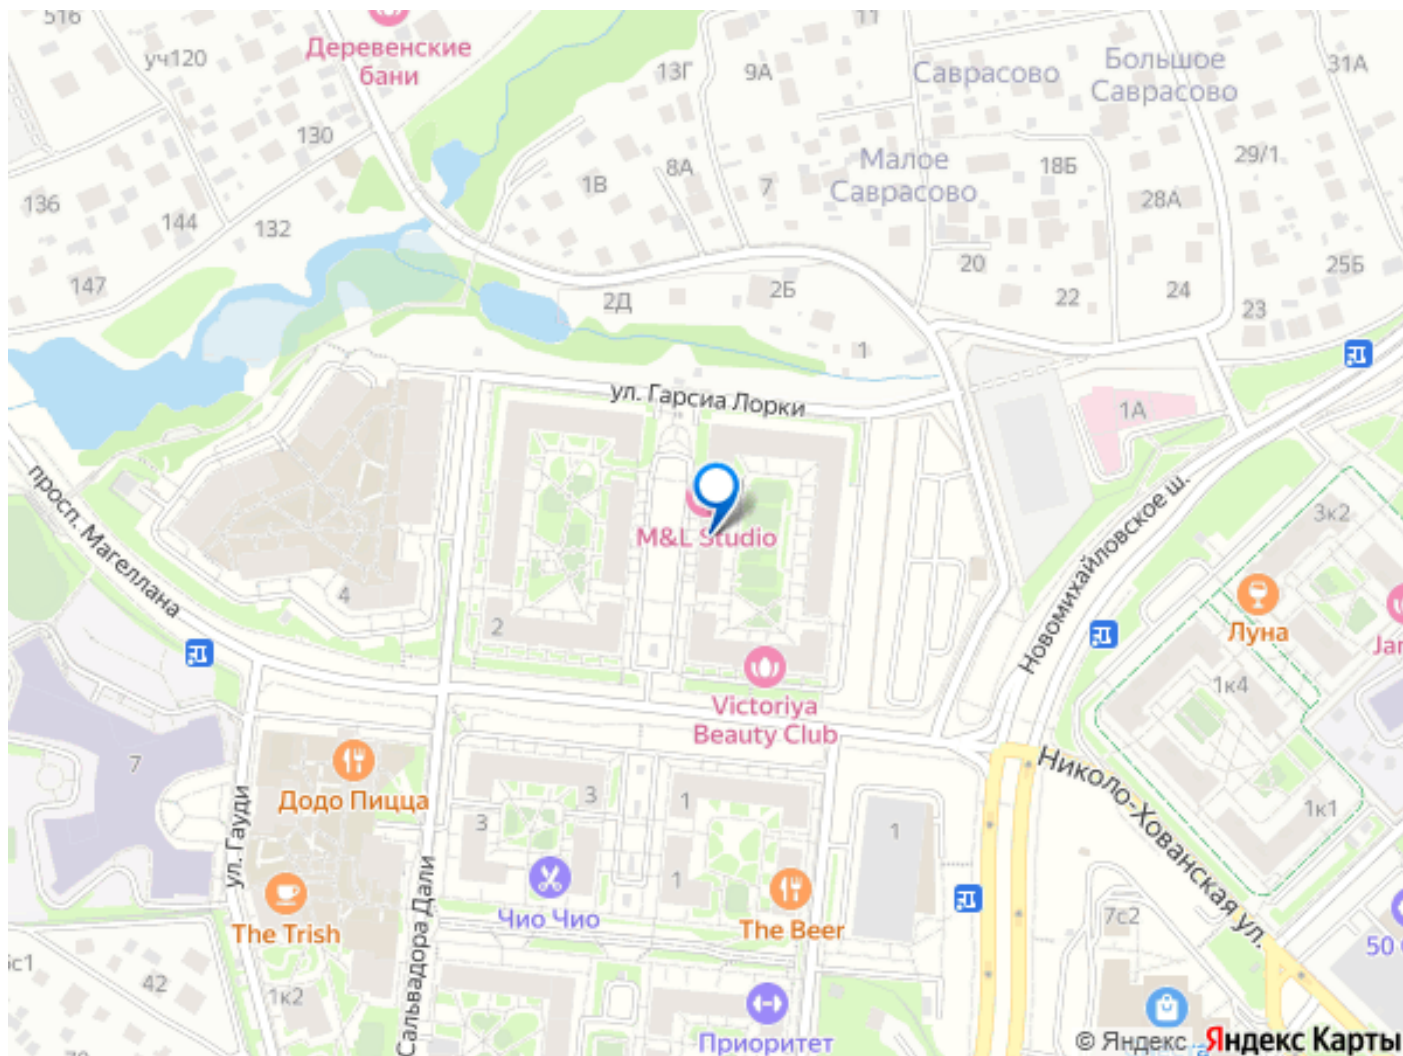 516
уч120
Деревенские
бани
130
136
144
132
147
11
13Г
9А
Саврасово
Большое
Саврасово
31А
8А
1В
7
Малое
Саврасово
18Б
29/1
28А
20
22
24
25Б
23
2Д
2Б
1
ул. Гарсиа Лорки
1А
просп. Магеллана
M&L Studio
4
2
Новомихайловское ш.
3к2
Луна
Jar
1к4
Victoriya
Beauty Club
7
Додо Пицца
3
3
1
1
1
Николо-Хованская ул.
1к1
ул. Гауди
Сальвадора Дали
The Trish
Чио Чио
The Beer
7с2
50
42
1к2
Приоритет
© Яндекс Яндекс Карты